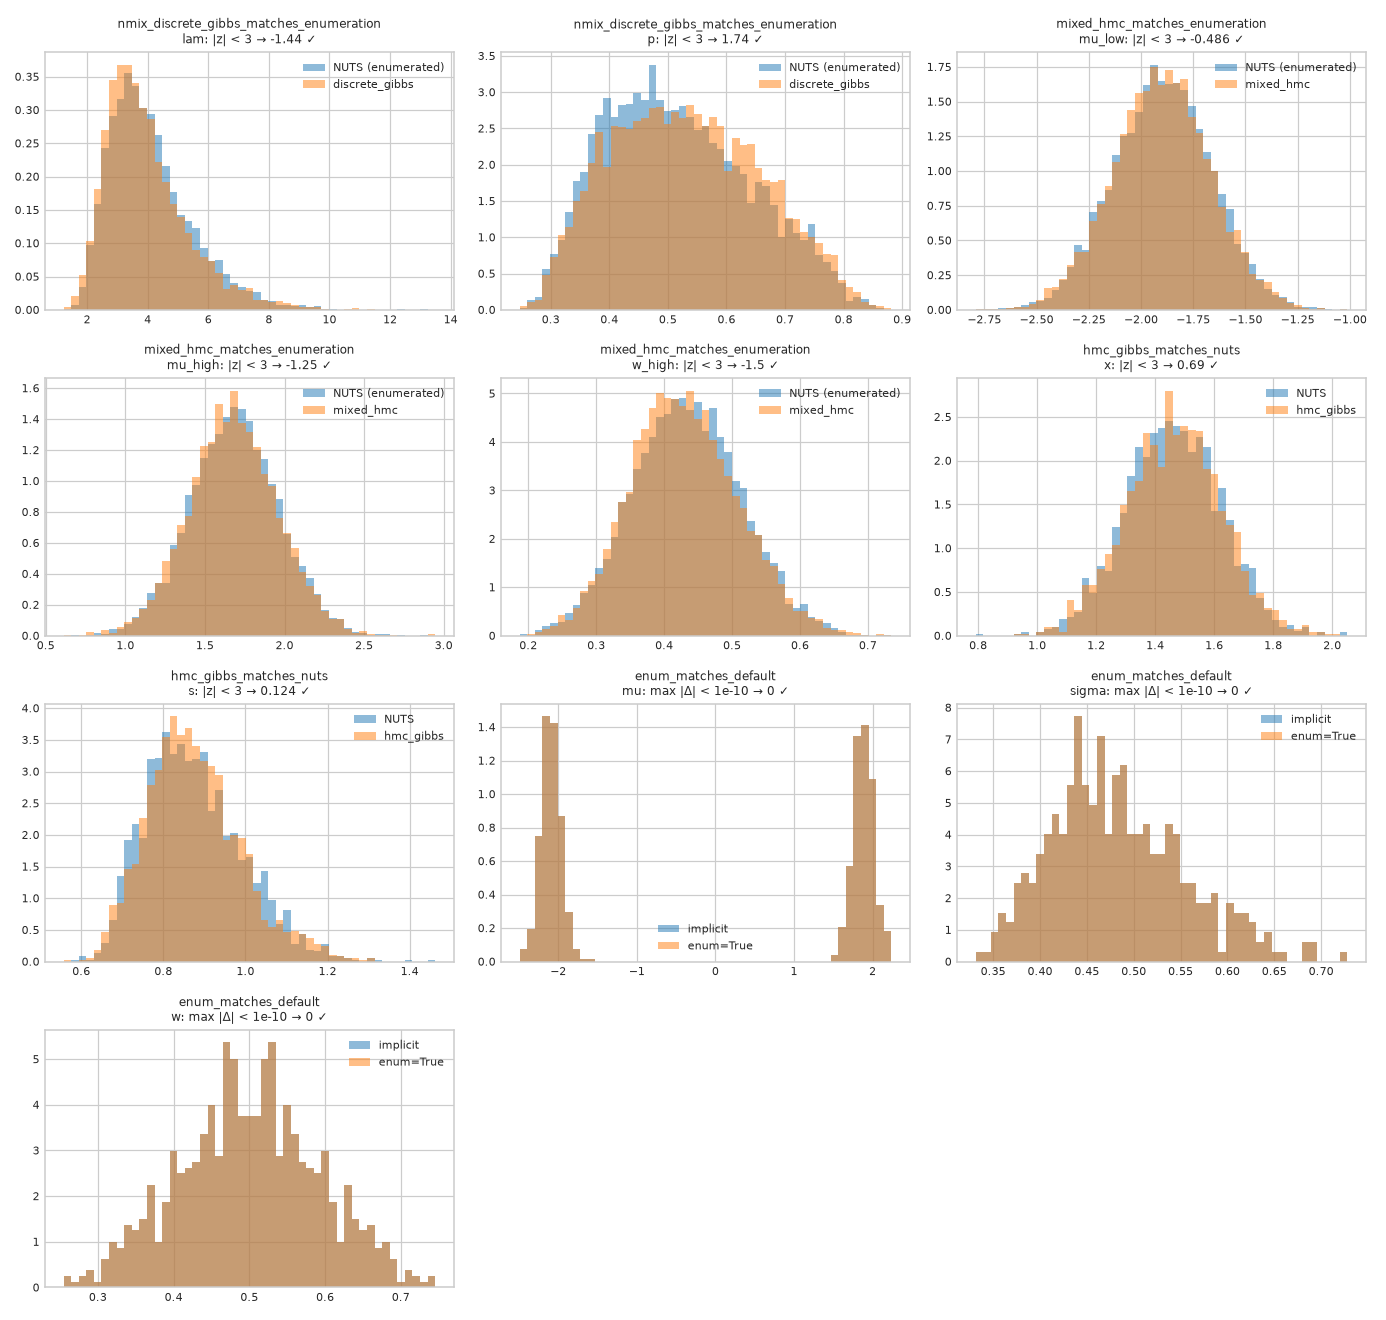 nmix_discrete_gibbs_matches_enumeration
lam: |z| < 3 → -1.44 ✓
NUTS (enumerated)
discrete_gibbs
0.35
0.30
0.25
0.20
0.15
0.10
0.05
0.00
2 4 6 8 10 12 14
nmix_discrete_gibbs_matches_enumeration
p: |z| < 3 → 1.74 ✓
NUTS (enumerated)
discrete_gibbs
3.5
3.0
2.5
2.0
1.5
1.0
0.5
0.0
0.3 0.4 0.5 0.6 0.7 0.8 0.9
mixed_hmc_matches_enumeration
mu_low: |z| < 3 → -0.486 ✓
NUTS (enumerated)
mixed_hmc
1.75
1.50
1.25
1.00
0.75
0.50
0.25
0.00
−2.75 −2.50 −2.25 −2.00 −1.75 −1.50 −1.25 −1.00
mixed_hmc_matches_enumeration
mu_high: |z| < 3 → -1.25 ✓
NUTS (enumerated)
mixed_hmc
1.6
1.4
1.2
1.0
0.8
0.6
0.4
0.2
0.0
0.5 1.0 1.5 2.0 2.5 3.0
mixed_hmc_matches_enumeration
w_high: |z| < 3 → -1.5 ✓
NUTS (enumerated)
mixed_hmc
5
4
3
2
1
0
0.2 0.3 0.4 0.5 0.6 0.7
hmc_gibbs_matches_nuts
x: |z| < 3 → 0.69 ✓
NUTS
hmc_gibbs
2.5
2.0
1.5
1.0
0.5
0.0
0.8 1.0 1.2 1.4 1.6 1.8 2.0
hmc_gibbs_matches_nuts
s: |z| < 3 → 0.124 ✓
NUTS
hmc_gibbs
4.0
3.5
3.0
2.5
2.0
1.5
1.0
0.5
0.0
0.6 0.8 1.0 1.2 1.4
enum_matches_default
mu: max |Δ| < 1e-10 → 0 ✓
1.4
1.2
1.0
0.8
0.6
0.4
0.2
0.0
implicit
enum=True
−2 −1 0 1 2
enum_matches_default
sigma: max |Δ| < 1e-10 → 0 ✓
implicit
enum=True
8
7
6
5
4
3
2
1
0
0.35 0.40 0.45 0.50 0.55 0.60 0.65 0.70
enum_matches_default
w: max |Δ| < 1e-10 → 0 ✓
implicit
enum=True
5
4
3
2
1
0
0.3 0.4 0.5 0.6 0.7